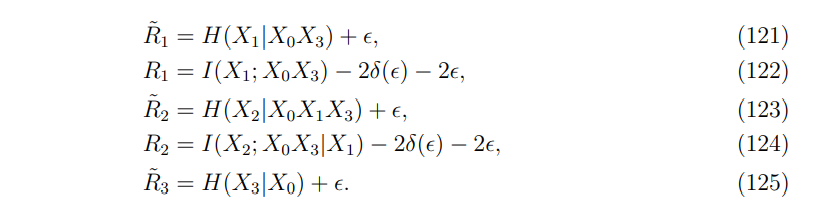 R̃₁ = H(X₁|X₀X₃) + ϵ, (121)
R₁ = I(X₁; X₀X₃) − 2δ(ϵ) − 2ϵ, (122)
R̃₂ = H(X₂|X₀X₁X₃) + ϵ, (123)
R₂ = I(X₂; X₀X₃|X₁) − 2δ(ϵ) − 2ϵ, (124)
R̃₃ = H(X₃|X₀) + ϵ. (125)